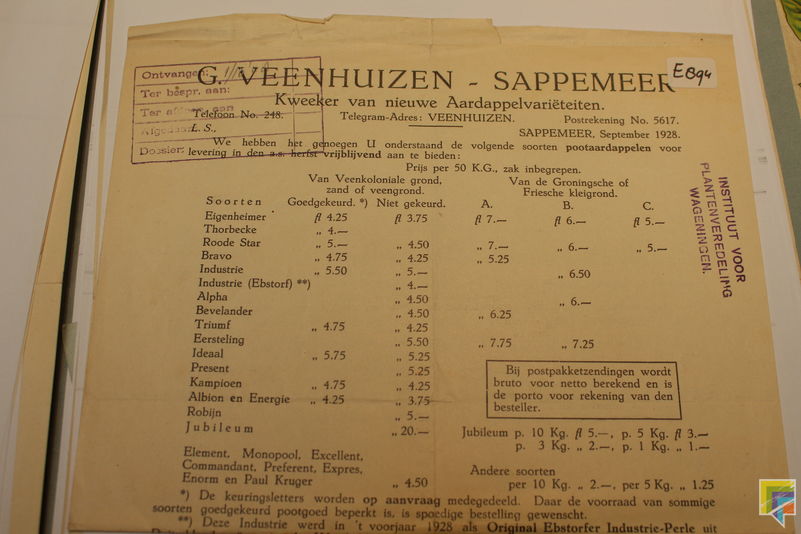 G. VEENHUIZEN - SAPPEMEER
E894
Kweeker van nieuwe Aardappelvariëteiten.
Ontvangen:
Ter bespr. aan:
Dossier:
Telefoon No. 248.
Telegram-Adres: VEENHUIZEN.
Postrekening No. 5617.
L. S.,
SAPPEMEER, September 1928.
We hebben het genoegen U onderstaand de volgende soorten pootaardappelen voor
levering in den a.s. herfst vrijblijvend aan te bieden:
Prijs per 50 K.G., zak inbegrepen.
Van Veenkoloniale grond, Van de Groningsche of
zand of veengrond. Friesche kleigrond.
Soorten Goedgekeurd. *) Niet gekeurd. A. B. C.
Eigenheimer fl 4.25 fl 3.75 fl 7.— fl 6.— fl 5.—
Thorbecke „ 4.—
Roode Star „ 5.— „ 4.50 „ 7.— „ 6.— „ 5.—
Bravo „ 4.75 „ 4.25 „ 5.25
Industrie „ 5.50 „ 5.— „ 6.50
Industrie (Ebstorf) **) „ 4.—
Alpha „ 4.50 „ 6.—
Bevelander „ 4.50 „ 6.25
Triumf „ 4.75 „ 4.25
Eersteling „ 5.50 „ 7.75 „ 7.25
Ideaal „ 5.75 „ 5.25
Present „ 5.25
Kampioen „ 4.75 „ 4.25
Albion en Energie „ 4.25 „ 3.75
Robijn „ 5.—
Jubileum „ 20.—
Element, Monopol, Excellent,
Commandant, Preferent, Expres,
Enorm en Paul Kruger „ 4.50
Bij postpakketzendingen wordt
bruto voor netto berekend en is
de porto voor rekening van den
besteller.
Jubileum p. 10 Kg. fl 5.—, p. 5 Kg. fl 3.—
p. 3 Kg. „ 2.—, p. 1 Kg. „ 1.—
Andere soorten
per 10 Kg. „ 2.—, per 5 Kg. „ 1.25
*) De keuringsletters worden op aanvraag medegedeeld. Daar de voorraad van sommige
soorten goedgekeurd pootgoed beperkt is, is spoedige bestelling gewenscht.
**) Deze Industrie werd in 't voorjaar 1928 als Original Ebstorfer Industrie-Perle uit
INSTITUUT VOOR
PLANTENVEREDELING
WAGENINGEN.